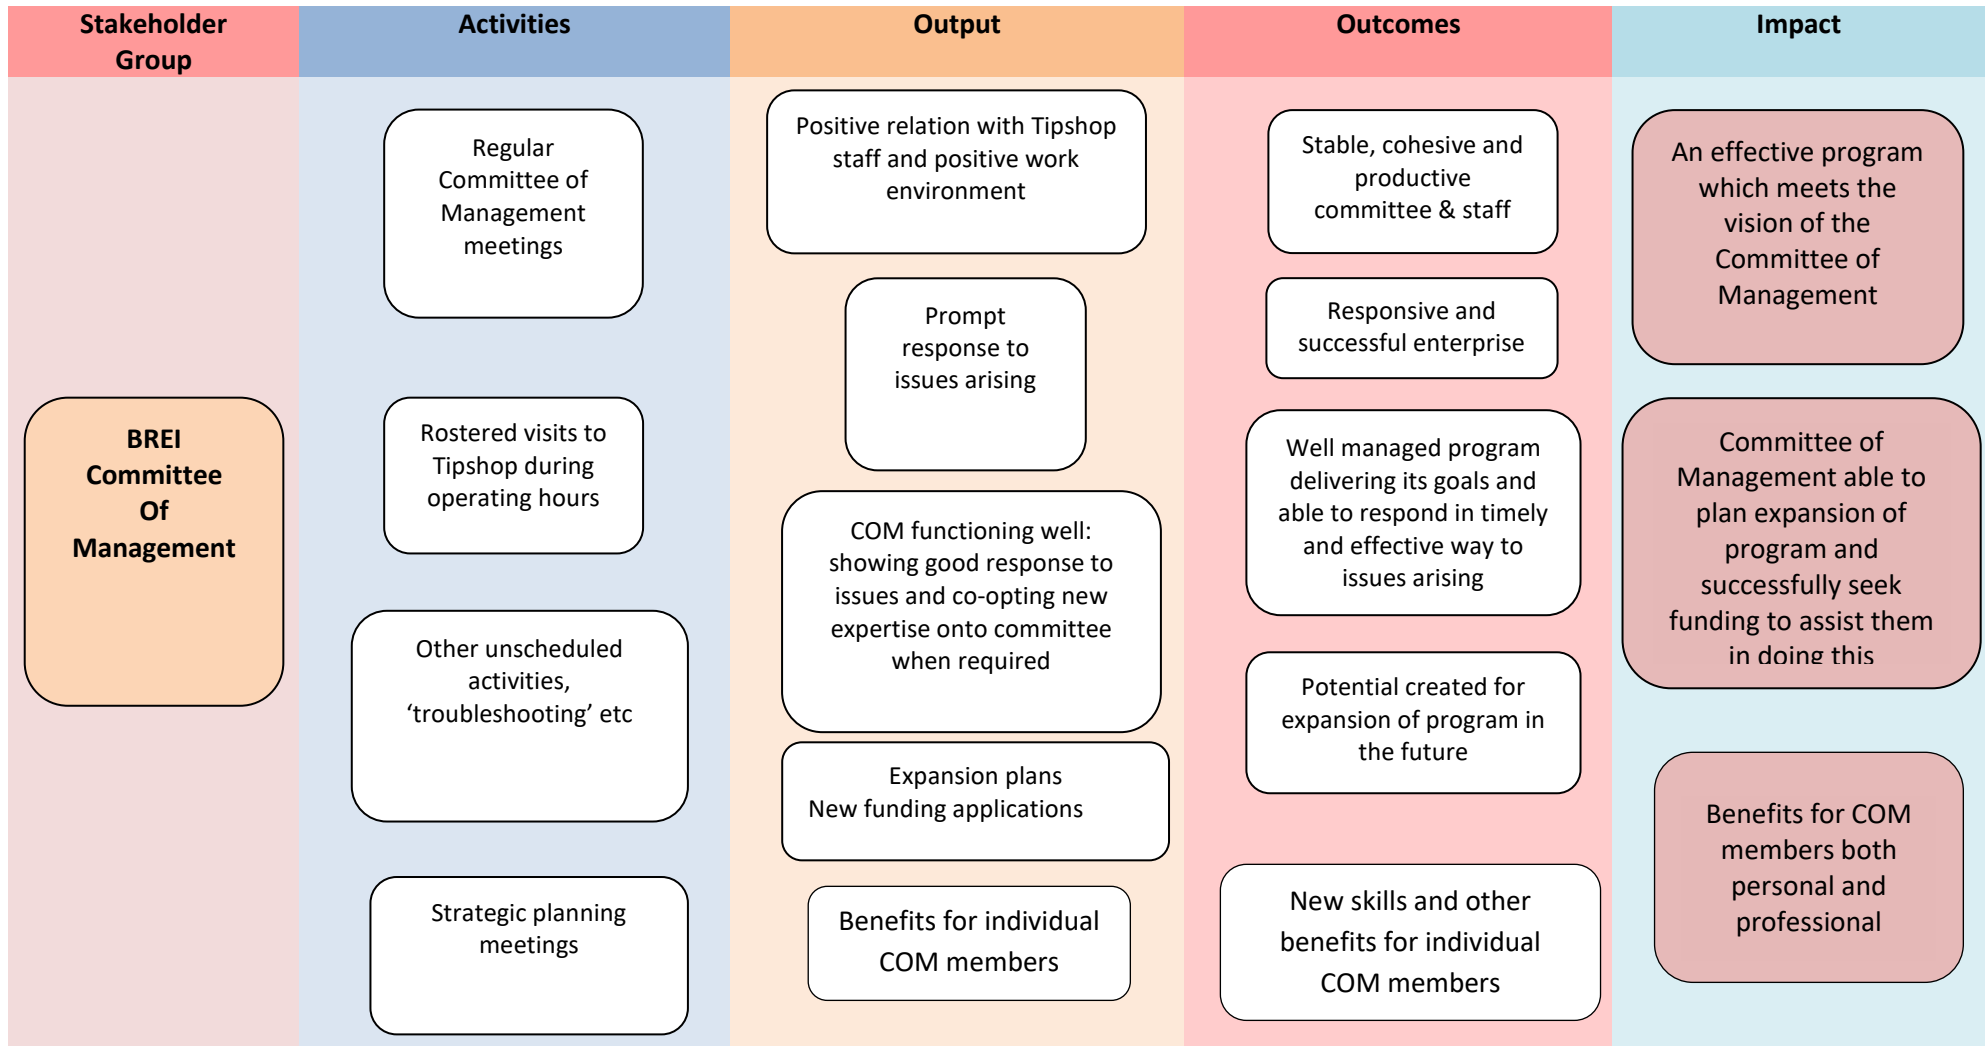 Stakeholder
Group
Activities
Output
Outcomes
Impact
BREI
Committee
Of
Management
Regular
Committee of
Management
meetings
Rostered visits to
Tipshop during
operating hours
Other unscheduled
activities,
‘troubleshooting’ etc
Strategic planning
meetings
Positive relation with Tipshop
staff and positive work
environment
Prompt
response to
issues arising
COM functioning well:
showing good response to
issues and co-opting new
expertise onto committee
when required
Expansion plans
New funding applications
Benefits for individual
COM members
Stable, cohesive and
productive
committee & staff
Responsive and
successful enterprise
Well managed program
delivering its goals and
able to respond in timely
and effective way to
issues arising
Potential created for
expansion of program in
the future
New skills and other
benefits for individual
COM members
An effective program
which meets the
vision of the
Committee of
Management
Committee of
Management able to
plan expansion of
program and
successfully seek
funding to assist them
in doing this
Benefits for COM
members both
personal and
professional